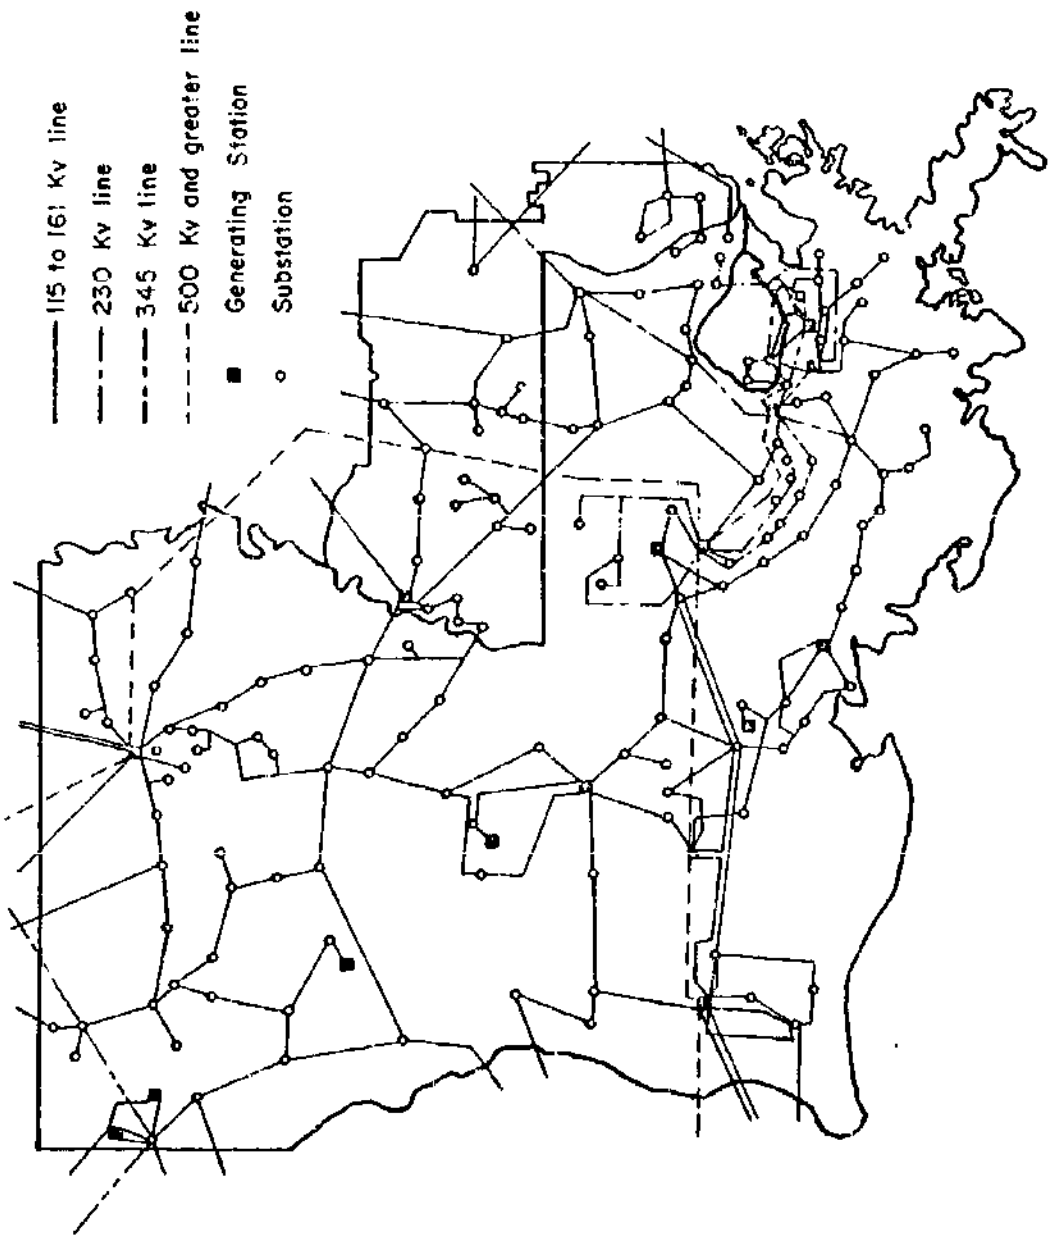 115 to 161 Kv line
230 Kv line
345 Kv line
500 Kv and greater line
Generating Station
Substation